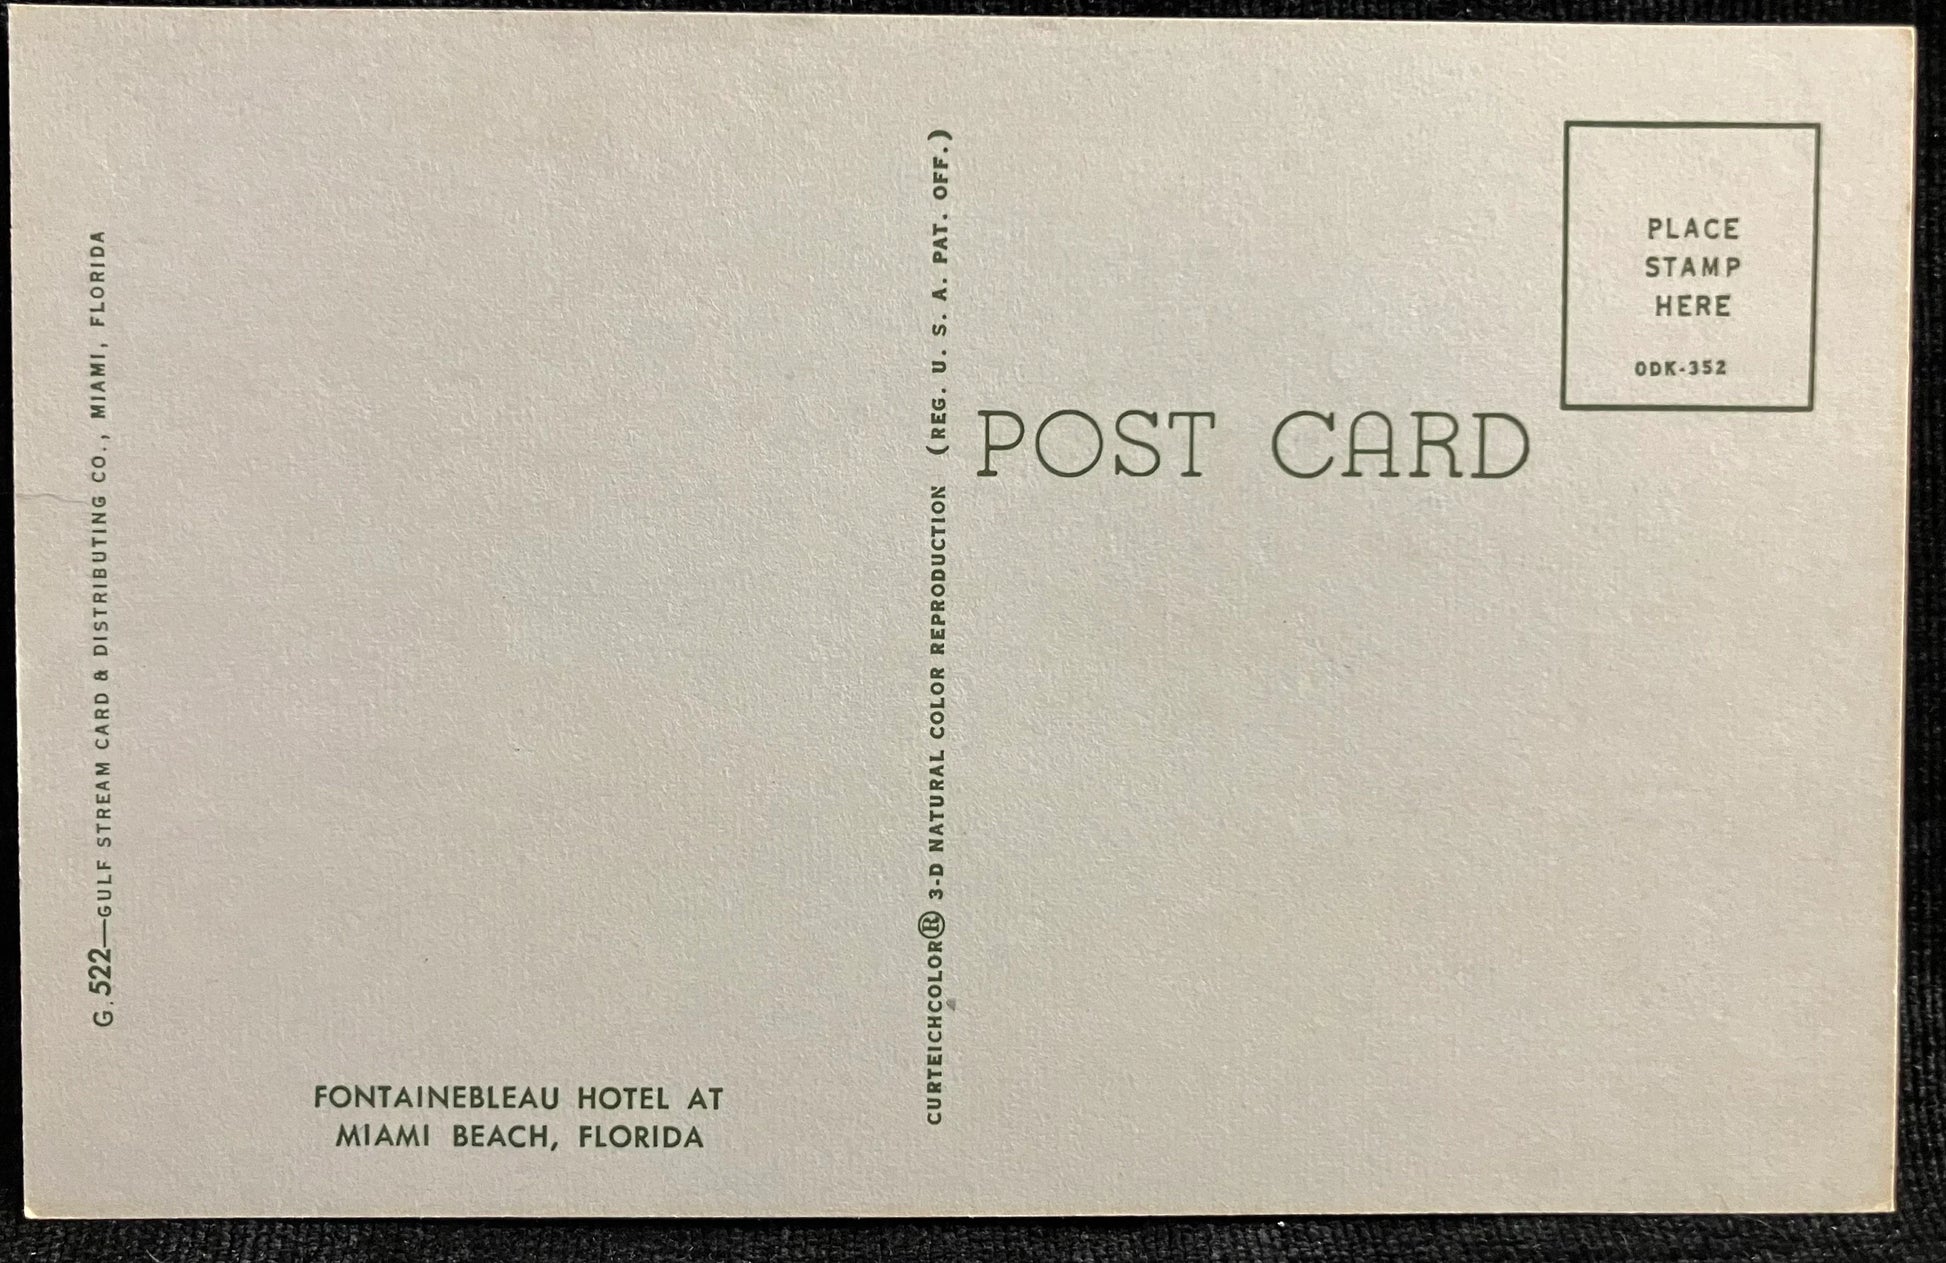 G. 522—GULF STREAM CARD & DISTRIBUTING CO., MIAMI, FLORIDA
FONTAINEBLEAU HOTEL AT
MIAMI BEACH, FLORIDA
CURTEICHCOLOR® 3-D NATURAL COLOR REPRODUCTION (REG. U. S. A. PAT. OFF.)
POST CARD
PLACE
STAMP
HERE
ODK-352